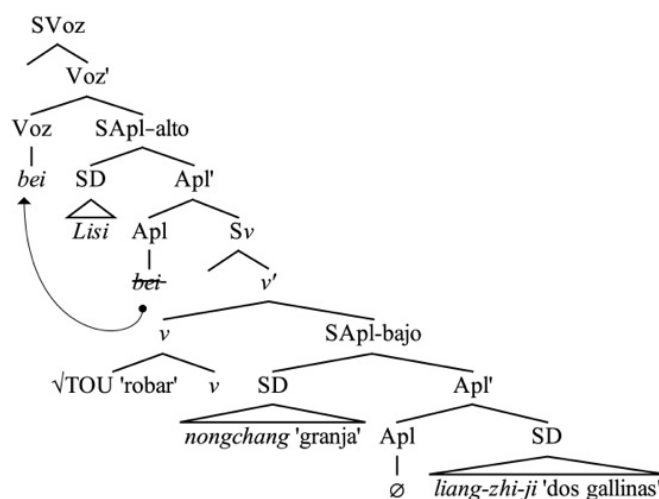 SVoz
Voz'
Voz SApl-alto
bei SD Apl'
Lisi Apl Sv
bei v'
v SApl-bajo
√TOU 'robar' v SD Apl'
nongchang 'granja' Apl SD
∅ liang-zhi-ji 'dos gallinas'